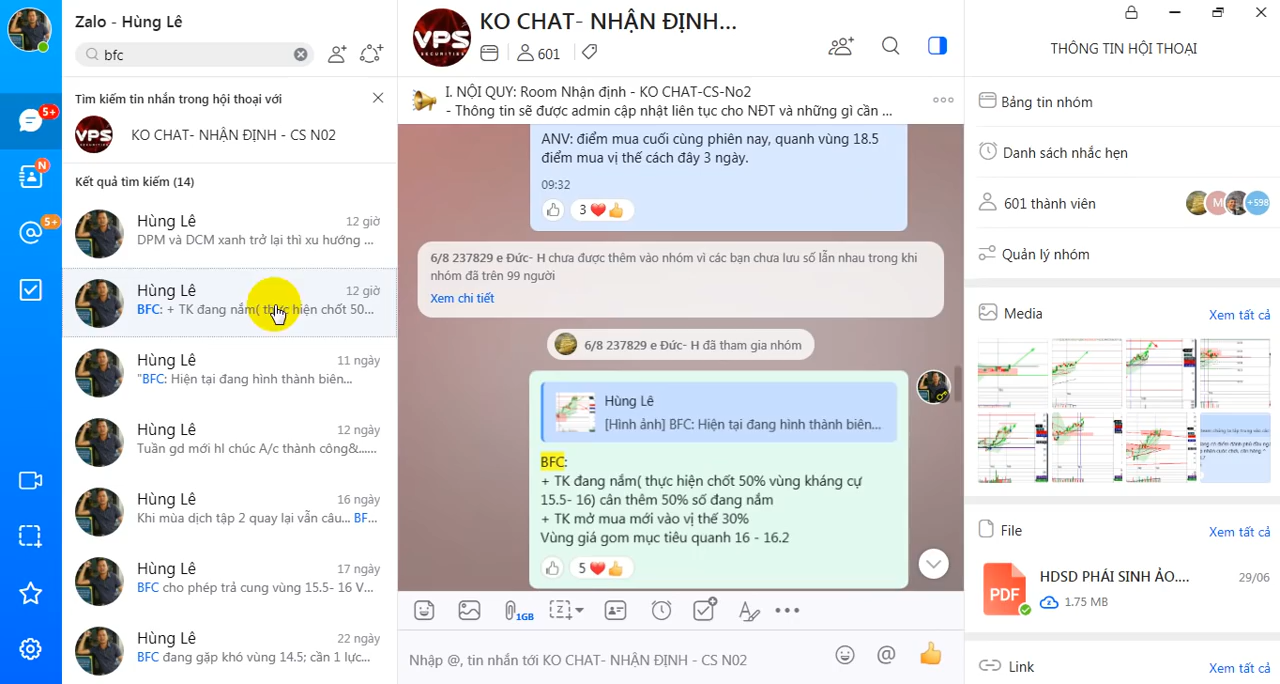 Zalo - Hùng Lê
bfc
Tìm kiếm tin nhắn trong hội thoại với
VPS
KO CHAT- NHẬN ĐỊNH - CS N02
Kết quả tìm kiếm (14)
Hùng Lê
12 giờ
DPM và DCM xanh trở lại thì xu hướng ...
Hùng Lê
12 giờ
BFC: + TK đang nắm( thực hiện chốt 50...
Hùng Lê
11 ngày
"BFC: Hiện tại đang hình thành biên...
Hùng Lê
12 ngày
Tuần gd mới hl chúc A/c thành công&.....
Hùng Lê
16 ngày
Khi mùa dịch tập 2 quay lại vẫn câu... BF...
Hùng Lê
17 ngày
BFC cho phép trả cung vùng 15.5- 16 V...
Hùng Lê
22 ngày
BFC đang gặp khó vùng 14.5; cần 1 lực...
5+
N
5+
VPS
SECURITIES
KO CHAT- NHẬN ĐỊNH...
601
I. NỘI QUY: Room Nhận định - KO CHAT-CS-No2
- Thông tin sẽ được admin cập nhật liên tục cho NĐT và những gì cần ...
ANV: điểm mua cuối cùng phiên nay, quanh vùng 18.5
điểm mua vị thế cách đây 3 ngày.
09:32
3
6/8 237829 e Đức- H chưa được thêm vào nhóm vì các bạn chưa lưu số lẫn nhau trong khi
nhóm đã trên 99 người
Xem chi tiết
6/8 237829 e Đức- H đã tham gia nhóm
Hùng Lê
[Hình ảnh] BFC: Hiện tại đang hình thành biên...
BFC:
+ TK đang nắm( thực hiện chốt 50% vùng kháng cự
15.5- 16) cân thêm 50% số đang nắm
+ TK mở mua mới vào vị thế 30%
Vùng giá gom mục tiêu quanh 16 - 16.2
5
1GB
Nhập @, tin nhắn tới KO CHAT- NHẬN ĐỊNH - CS N02
THÔNG TIN HỘI THOẠI
Bảng tin nhóm
Danh sách nhắc hẹn
601 thành viên
M
+598
Quản lý nhóm
Media
Xem tất cả
File
Xem tất cả
PDF
HDSD PHÁI SINH ẢO....
29/06
1.75 MB
Link
Xem tất cả